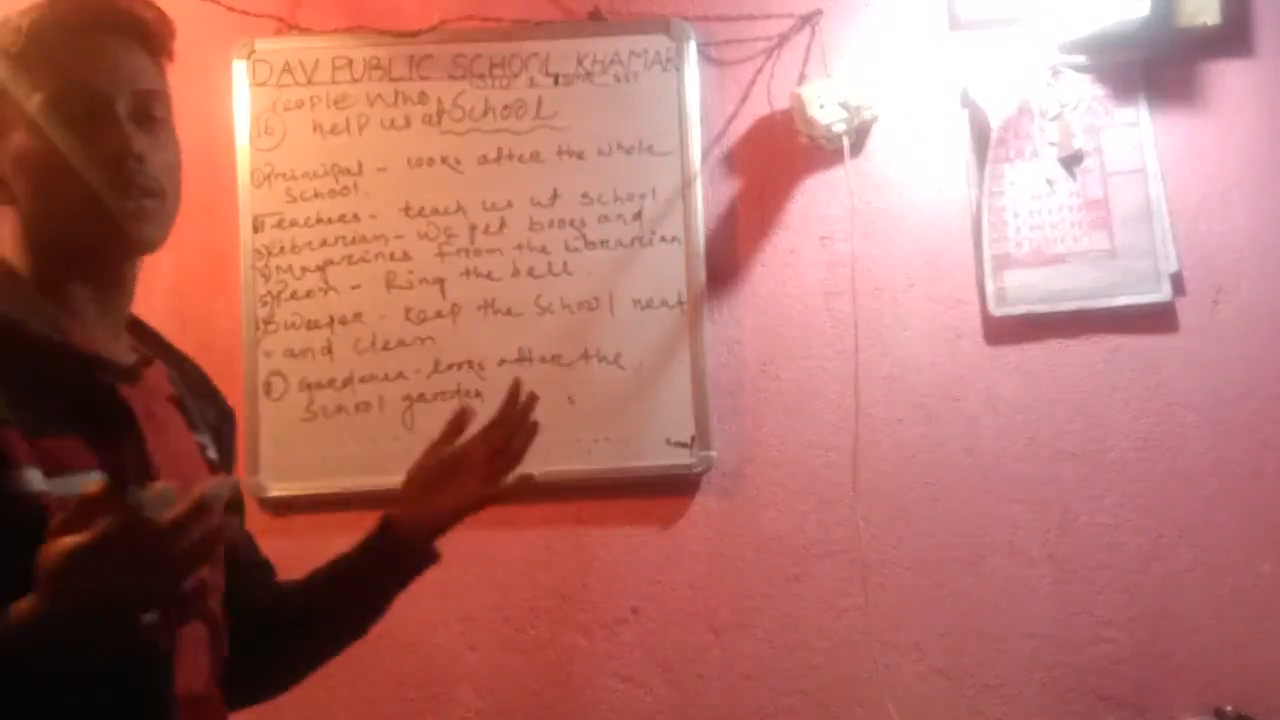 DAV PUBLIC SCHOOL KHAMAR
People who
16 help us at School
Principal - looks after the whole
School.
Teachers - teach us at school
3) Librarian - We get books and
Magazines from the Librarian
5) Peon - Ring the bell
Sweeper - Keep the School neat
and clean
looks after the
School garden